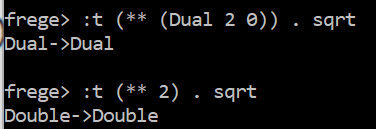 frege> :t (** (Dual 2 0)) . sqrt
Dual->Dual
frege> :t (** 2) . sqrt
Double->Double